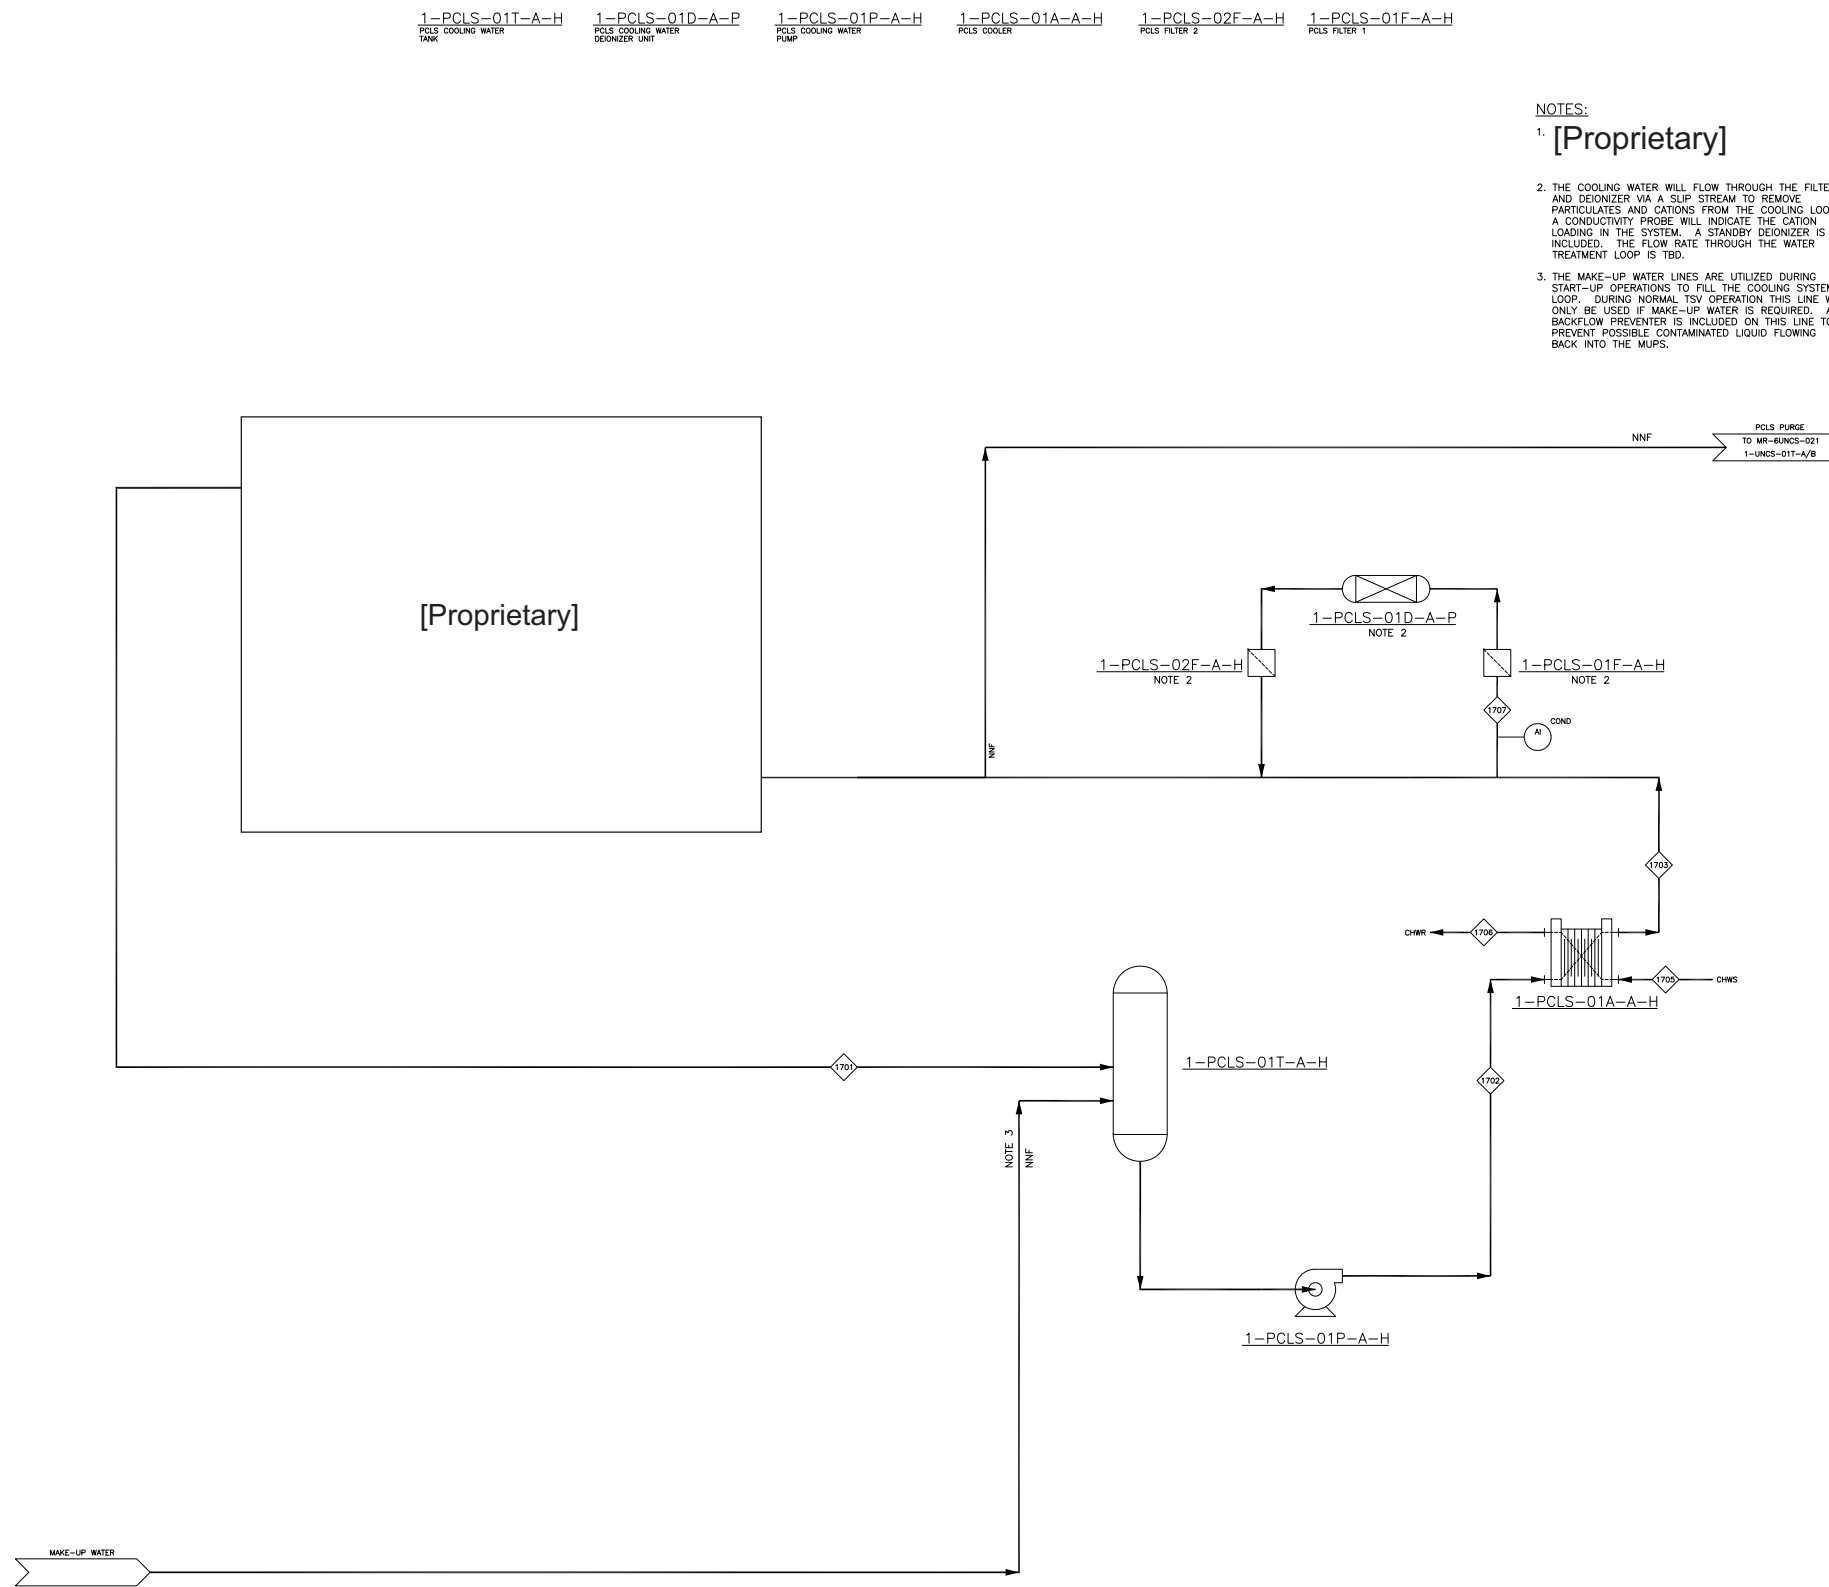 1-PCLS-01T-A-H
PCLS COOLING WATER
TANK
1-PCLS-01D-A-P
PCLS COOLING WATER
DEIONIZER UNIT
1-PCLS-01P-A-H
PCLS COOLING WATER
PUMP
1-PCLS-01A-A-H
PCLS COOLER
1-PCLS-02F-A-H
PCLS FILTER 2
1-PCLS-01F-A-H
PCLS FILTER 1
NOTES:
1. [Proprietary]
2. THE COOLING WATER WILL FLOW THROUGH THE FILTE
AND DEIONIZER VIA A SLIP STREAM TO REMOVE
PARTICULATES AND CATIONS FROM THE COOLING LOO
A CONDUCTIVITY PROBE WILL INDICATE THE CATION
LOADING IN THE SYSTEM. A STANDBY DEIONIZER IS
INCLUDED. THE FLOW RATE THROUGH THE WATER
TREATMENT LOOP IS TBD.
3. THE MAKE-UP WATER LINES ARE UTILIZED DURING
START-UP OPERATIONS TO FILL THE COOLING SYSTEM
LOOP. DURING NORMAL TSV OPERATION THIS LINE W
ONLY BE USED IF MAKE-UP WATER IS REQUIRED. A
BACKFLOW PREVENTER IS INCLUDED ON THIS LINE TO
PREVENT POSSIBLE CONTAMINATED LIQUID FLOWING
BACK INTO THE MUPS.
PCLS PURGE
TO MR-6UNCS-021
1-UNCS-01T-A/B
NNF
[Proprietary]
1-PCLS-01D-A-P
NOTE 2
1-PCLS-02F-A-H
NOTE 2
1-PCLS-01F-A-H
NOTE 2
1707
COND
AI
NNF
1703
CHWR
1706
1705
CHWS
1-PCLS-01A-A-H
1701
1-PCLS-01T-A-H
1702
NOTE 3
NNF
1-PCLS-01P-A-H
MAKE-UP WATER